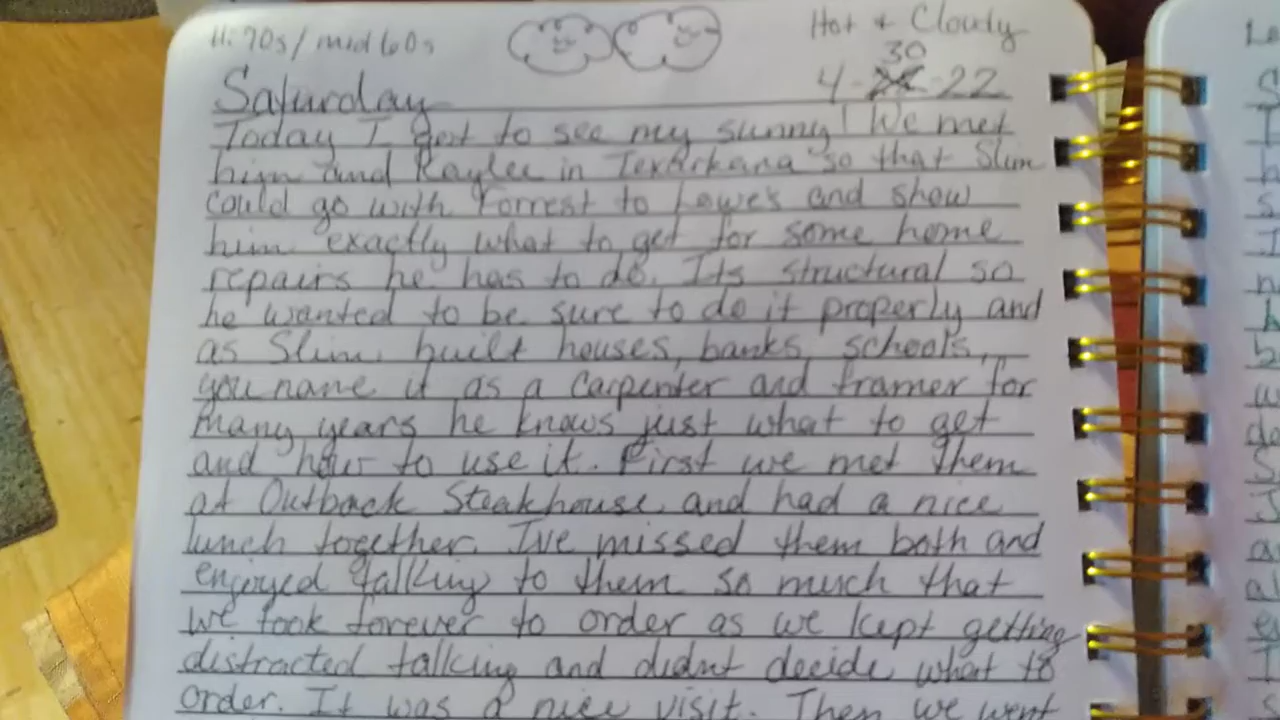 Hi 70s/mid 60s
Hot & Cloudy
30
4- -22
Saturday
Today I got to see my sunny! We met
him and Kaylee in Texarkana so that Slim
could go with Forrest to Lowe's and show
him exactly what to get for some home
repairs he has to do. Its structural so
he wanted to be sure to do it properly and
as Slim built houses, banks, schools,
you name it as a carpenter and framer for
many years he knows just what to get
and how to use it. First we met them
at Outback Steakhouse and had a nice
lunch together. I've missed them both and
enjoyed talking to them so much that
we took forever to order as we kept getting
distracted talking and didnt decide what to
order. It was a nice visit. Then we went